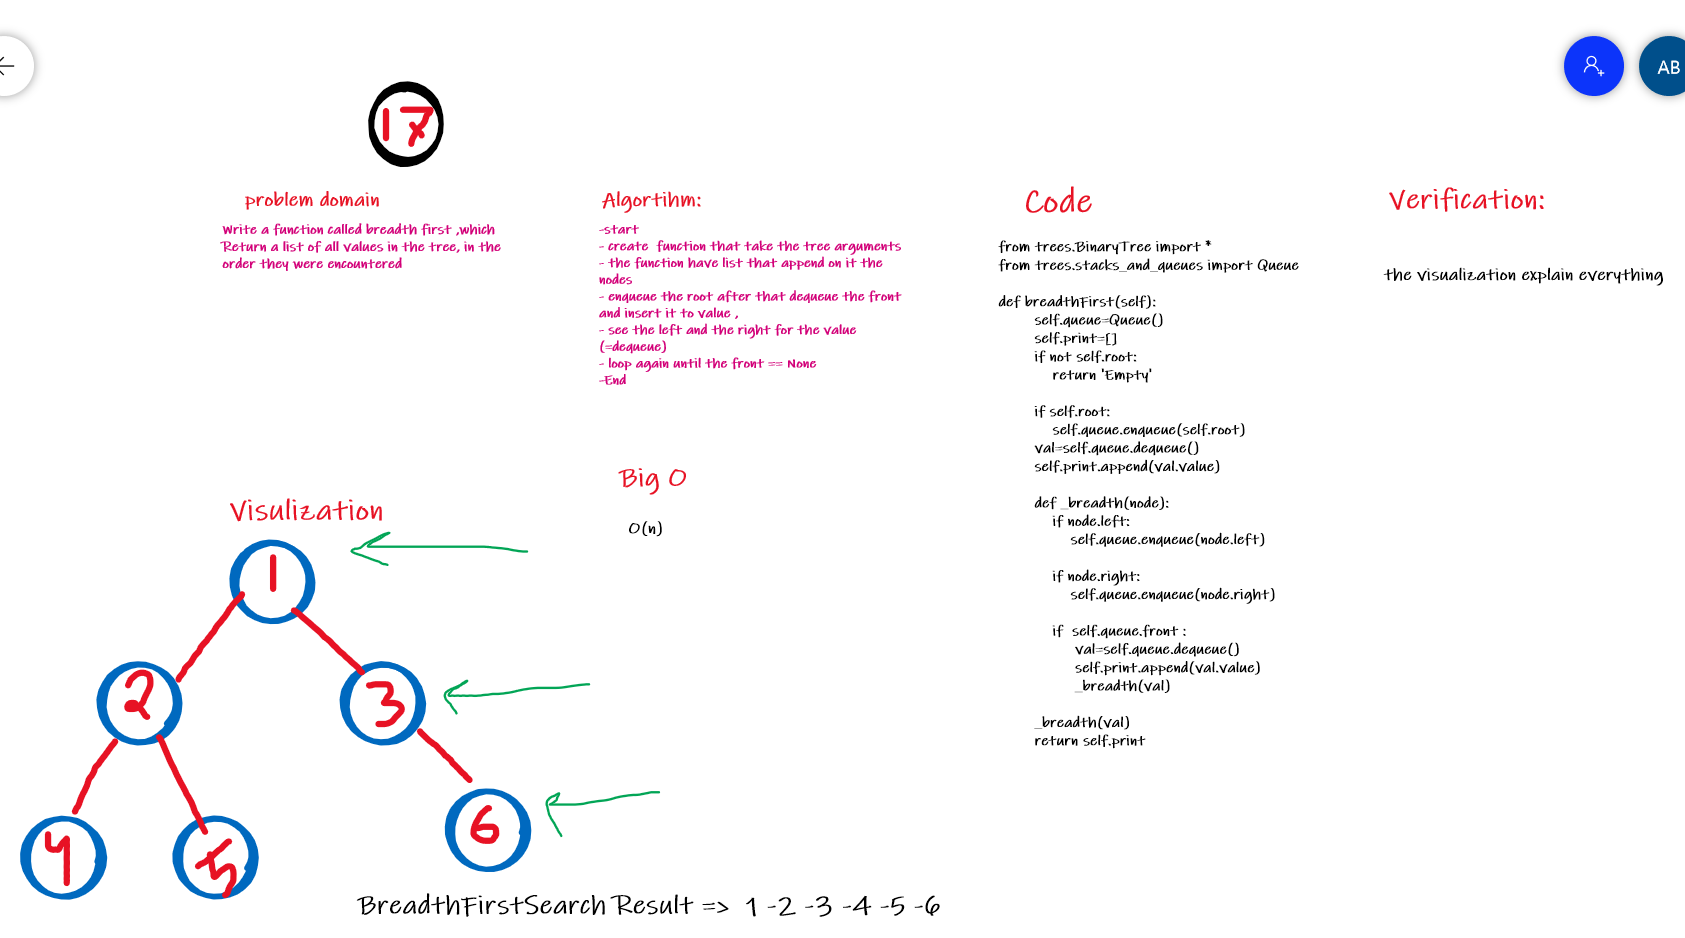 AB
17
problem domain
Write a function called breadth first ,which
Return a list of all values in the tree, in the
order they were encountered
Algortihm:
-start
- create function that take the tree arguments
- the function have list that append on it the
nodes
- enqueue the root after that dequeue the front
and insert it to value ,
- see the left and the right for the value
(=dequeue)
- loop again until the front == None
-End
Big O
O(n)
Code
from trees.BinaryTree import *
from trees.stacks_and_queues import Queue
def breadthFirst(self):
self.queue=Queue()
self.print=[]
if not self.root:
return 'Empty'
if self.root:
self.queue.enqueue(self.root)
val=self.queue.dequeue()
self.print.append(val.value)
def _breadth(node):
if node.left:
self.queue.enqueue(node.left)
if node.right:
self.queue.enqueue(node.right)
if self.queue.front :
val=self.queue.dequeue()
self.print.append(val.value)
_breadth(val)
_breadth(val)
return self.print
Verification:
the visualization explain everything
Visulization
1
2
3
4
5
6
BreadthFirstSearch Result => 1 -2 -3 -4 -5 -6